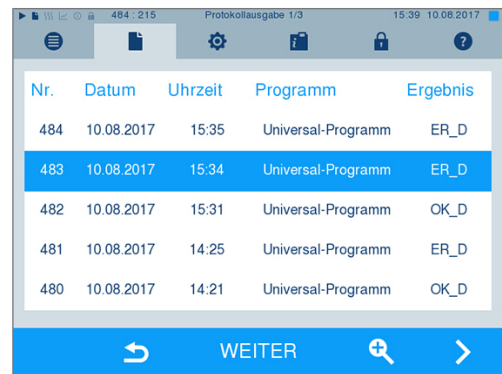 484 : 215 Protokollausgabe 1/3 15:39 10.08.2017
Nr. Datum Uhrzeit Programm Ergebnis
484 10.08.2017 15:35 Universal-Programm ER_D
483 10.08.2017 15:34 Universal-Programm ER_D
482 10.08.2017 15:31 Universal-Programm OK_D
481 10.08.2017 14:25 Universal-Programm ER_D
480 10.08.2017 14:21 Universal-Programm OK_D
WEITER